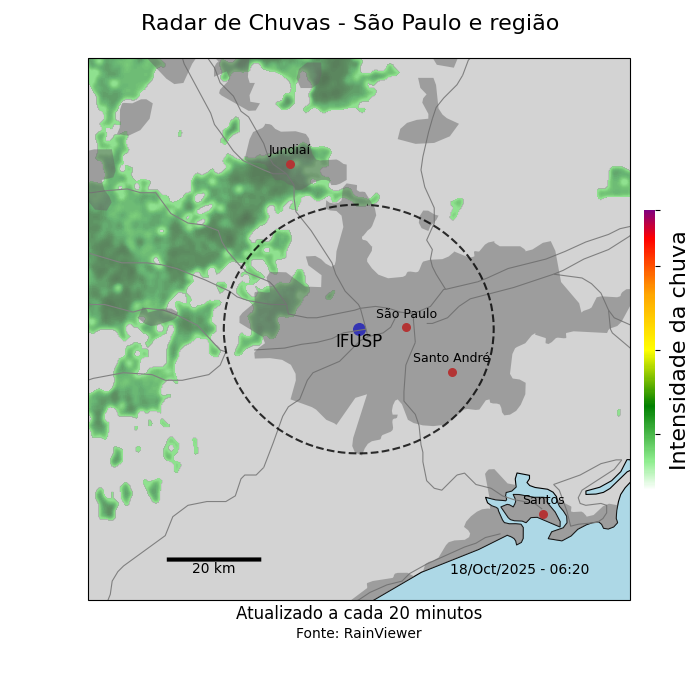 Radar de Chuvas - São Paulo e região
Jundiaí
São Paulo
IFUSP
Santo André
Intensidade da chuva
Santos
20 km
18/Oct/2025 - 06:20
Atualizado a cada 20 minutos
Fonte: RainViewer